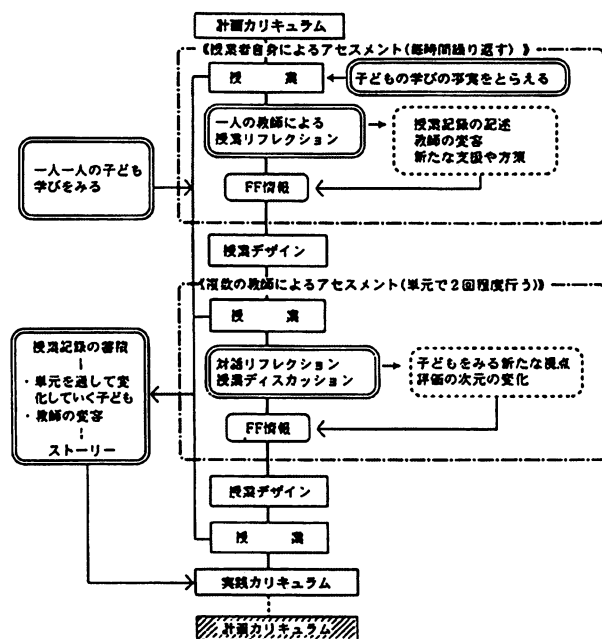 計画カリキュラム
《授業者自身によるアセスメント(毎時間繰り返す)》
授 業
子どもの学びの事実をとらえる
一人の教師による
授業リフレクション
授業記録の記述
教師の変容
新たな支援や方策
一人一人の子ども
学びをみる
FF情報
授業デザイン
《複数の教師によるアセスメント(単元で2回程度行う)》
授 業
授業記録の蓄積
・単元を通して変
化していく子ども
・教師の変容
ストーリー
対話リフレクション
授業ディスカッション
子どもをみる新たな視点
評価の次元の変化
FF情報
授業デザイン
授 業
実践カリキュラム
計画カリキュラム